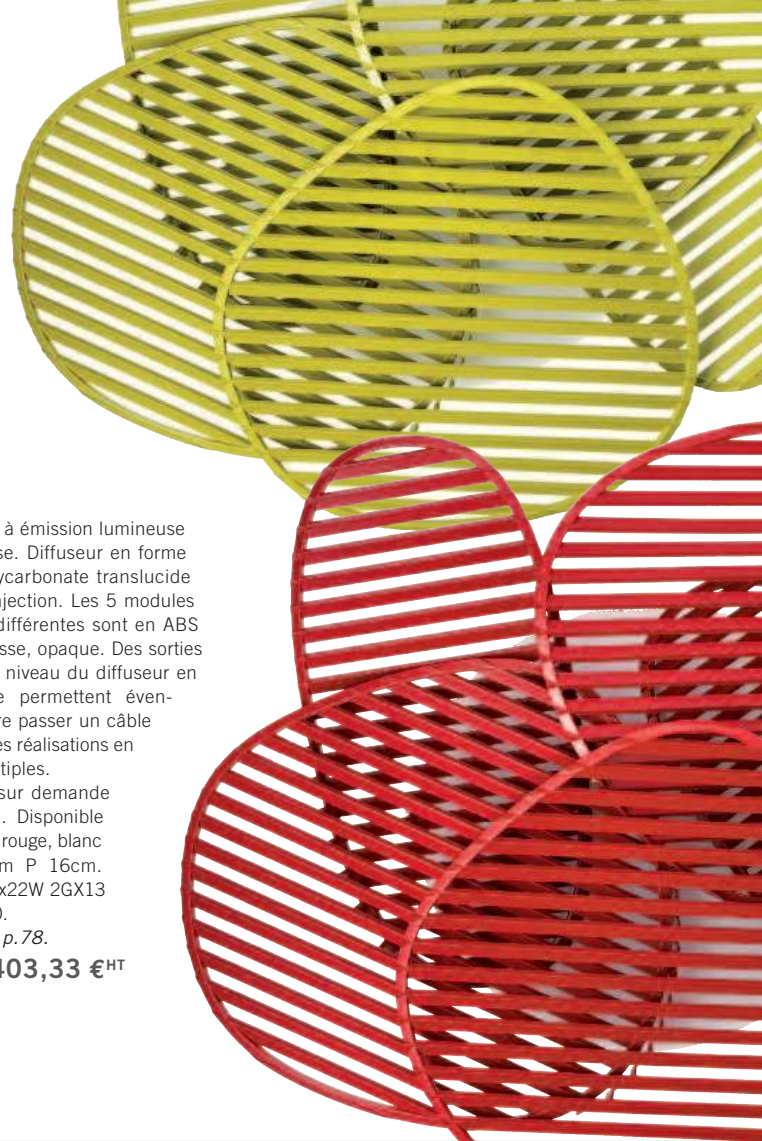 à émission lumineuse
se. Diffuseur en forme
ycarbonate translucide
njection. Les 5 modules
différentes sont en ABS
sse, opaque. Des sorties
niveau du diffuseur en
e permettent éven-
re passer un câble
es réalisations en
tiples.
sur demande
. Disponible
rouge, blanc
m P 16cm.
x22W 2GX13
).
p.78.
403,33 €HT